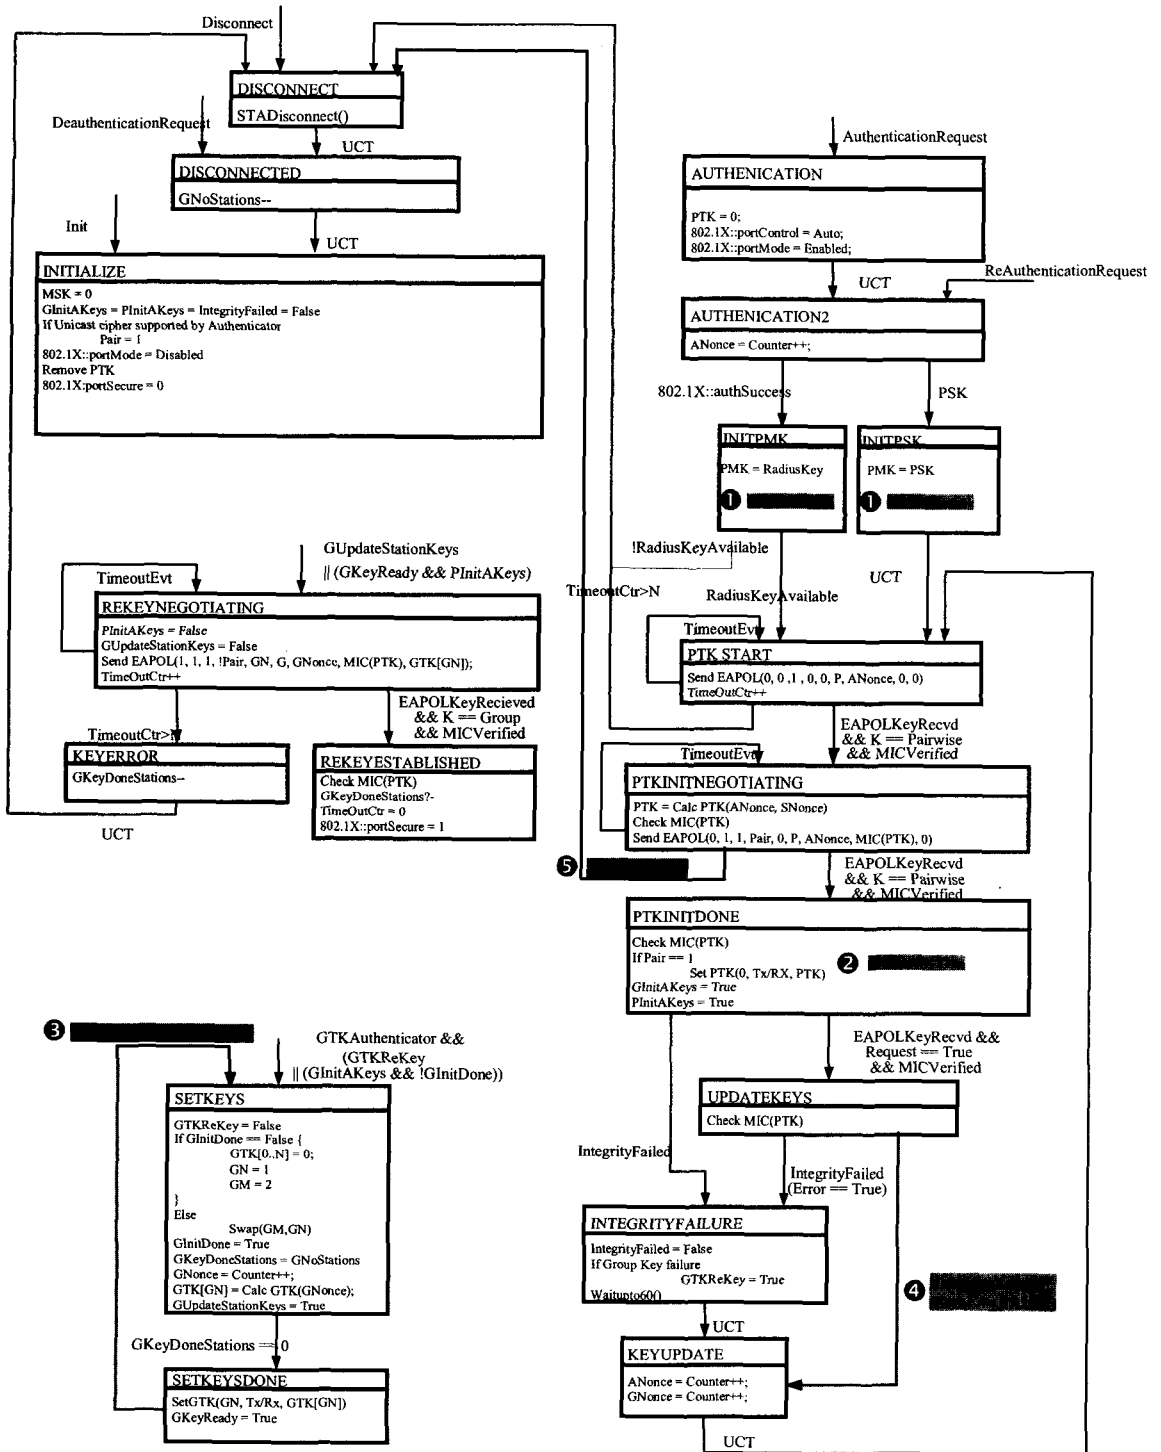 Disconnect
DISCONNECT
STADisconnect()
DeauthenticationRequest
UCT
DISCONNECTED
GNoStations--
Init
UCT
INITIALIZE
MSK = 0
GInitAKeys = PInitAKeys = IntegrityFailed = False
If Unicast cipher supported by Authenticator
Pair = 1
802.1X::portMode = Disabled
Remove PTK
802.1X:portSecure = 0
AuthenticationRequest
AUTHENICATION
PTK = 0;
802.1X::portControl = Auto;
802.1X::portMode = Enabled;
UCT
ReAuthenticationRequest
AUTHENICATION2
ANonce = Counter++;
802.1X::authSuccess
PSK
INITPMK
PMK = RadiusKey
1
INITPSK
PMK = PSK
1
!RadiusKeyAvailable
UCT
TimeoutCtr>N
RadiusKeyAvailable
GUpdateStationKeys
|| (GKeyReady && PInitAKeys)
TimeoutEvt
REKEYNEGOTIATING
PInitAKeys = False
GUpdateStationKeys = False
Send EAPOL(1, 1, 1, !Pair, GN, G, GNonce, MIC(PTK), GTK[GN]);
TimeOutCtr++
TimeoutCtr>N
EAPOLKeyRecieved
&& K == Group
&& MICVerified
KEYERROR
GKeyDoneStations--
UCT
REKEYESTABLISHED
Check MIC(PTK)
GKeyDoneStations?-
TimeOutCtr = 0
802.1X::portSecure = 1
TimeoutEvt
PTK START
Send EAPOL(0, 0 ,1 , 0, 0, P, ANonce, 0, 0)
TimeOutCtr++
EAPOLKeyRecvd
&& K == Pairwise
&& MICVerified
TimeoutEvt
PTKINITNEGOTIATING
PTK = Calc PTK(ANonce, SNonce)
Check MIC(PTK)
Send EAPOL(0, 1, 1, Pair, 0, P, ANonce, MIC(PTK), 0)
5
EAPOLKeyRecvd
&& K == Pairwise
&& MICVerified
PTKINITDONE
Check MIC(PTK)
If Pair == 1
Set PTK(0, Tx/RX, PTK)
2
GInitAKeys = True
PInitAKeys = True
EAPOLKeyRecvd &&
Request == True
&& MICVerified
UPDATEKEYS
Check MIC(PTK)
IntegrityFailed
IntegrityFailed
(Error == True)
INTEGRITYFAILURE
IntegrityFailed = False
If Group Key failure
GTKReKey = True
Waitupto60()
4
UCT
KEYUPDATE
ANonce = Counter++;
GNonce = Counter++;
UCT
3
GTKAuthenticator &&
(GTKReKey
|| (GInitAKeys && !GInitDone))
SETKEYS
GTKReKey = False
If GInitDone == False {
GTK[0..N] = 0;
GN = 1
GM = 2
}
Else
Swap(GM,GN)
GInitDone = True
GKeyDoneStations = GNoStations
GNonce = Counter++;
GTK[GN] = Calc GTK(GNonce);
GUpdateStationKeys = True
GKeyDoneStations == 0
SETKEYSDONE
SetGTK(GN, Tx/Rx, GTK[GN])
GKeyReady = True